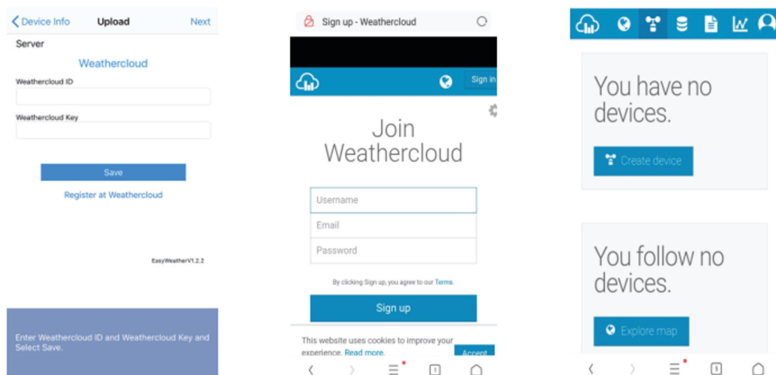 Device Info Upload Next
Server
Weathercloud
Weathercloud ID
Weathercloud Key
Save
Register at Weathercloud
EasyWeatherV1.2.2
Enter Weathercloud ID and Weathercloud Key and
Select Save.
Sign up - Weathercloud
Sign in
Join
Weathercloud
Username
Email
Password
By clicking Sign up, you agree to our Terms.
Sign up
This website uses cookies to improve your
experience. Read more. Accept
You have no
devices.
Create device
You follow no
devices.
Explore map